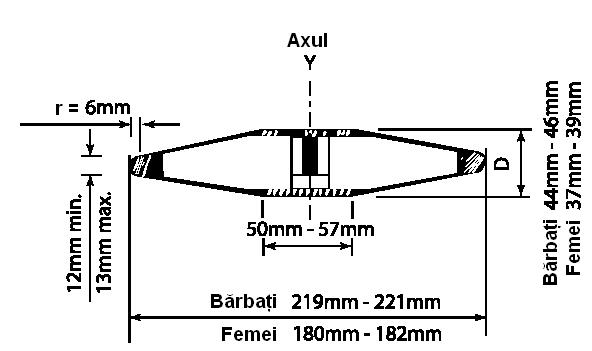 Axul
Y
r = 6mm
12mm min.
13mm max.
50mm - 57mm
D
Bărbați 44mm - 46mm
Femei 37mm - 39mm
Bărbați 219mm - 221mm
Femei 180mm - 182mm